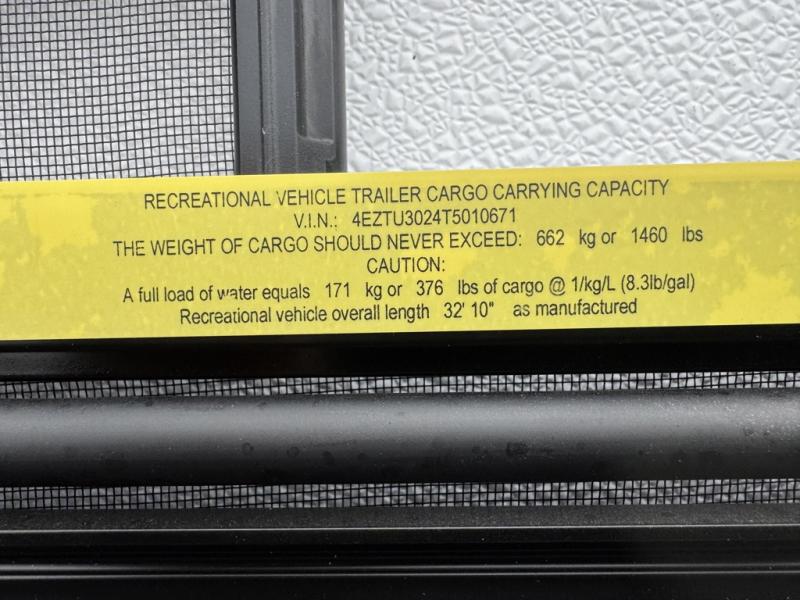 RECREATIONAL VEHICLE TRAILER CARGO CARRYING CAPACITY
V.I.N.: 4EZTU3024T5010671
THE WEIGHT OF CARGO SHOULD NEVER EXCEED: 662 kg or 1460 lbs
CAUTION:
A full load of water equals 171 kg or 376 lbs of cargo @ 1/kg/L (8.3lb/gal)
Recreational vehicle overall length 32' 10" as manufactured